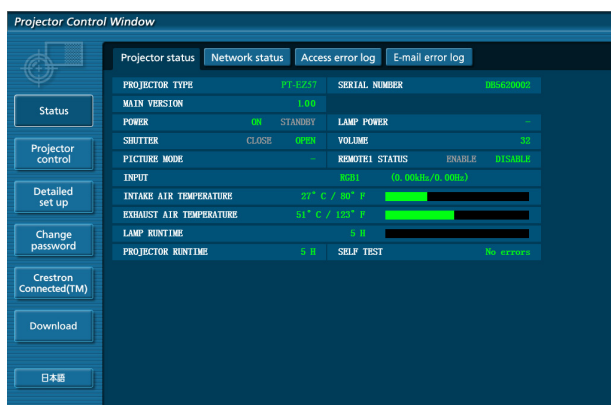 Projector Control Window
Projector status Network status Access error log E-mail error log
PROJECTOR TYPE PT-EZ57 SERIAL NUMBER DB5620002
MAIN VERSION 1.00
POWER ON STANDBY LAMP POWER -
SHUTTER CLOSE OPEN VOLUME 32
PICTURE MODE - REMOTE1 STATUS ENABLE DISABLE
INPUT RGB1 (0.00kHz/0.00Hz)
INTAKE AIR TEMPERATURE 27° C / 80° F
EXHAUST AIR TEMPERATURE 51° C / 123° F
LAMP RUNTIME 5 H
PROJECTOR RUNTIME 5 H SELF TEST No errors
Status
Projector
control
Detailed
set up
Change
password
Crestron
Connected(TM)
Download
日本語